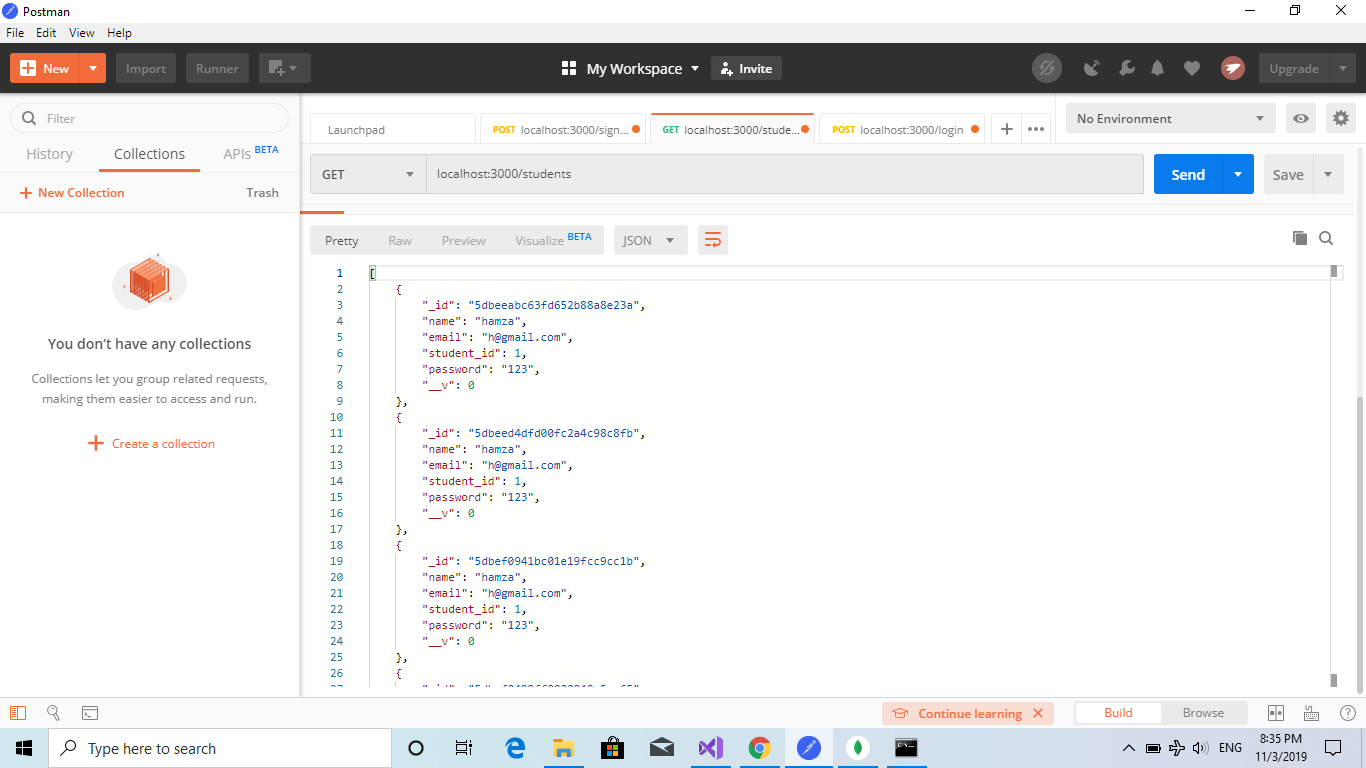 Postman
File Edit View Help
New Import Runner My Workspace Invite Upgrade
Filter
History Collections APIs BETA
New Collection Trash
You don't have any collections
Collections let you group related requests,
making them easier to access and run.
Create a collection
Launchpad POST localhost:3000/sign... GET localhost:3000/stude... POST localhost:3000/login No Environment
GET localhost:3000/students Send Save
Pretty Raw Preview Visualize BETA JSON
1 [
2 {
3 "_id": "5dbeeabc63fd652b88a8e23a",
4 "name": "hamza",
5 "email": "h@gmail.com",
6 "student_id": 1,
7 "password": "123",
8 "__v": 0
9 },
10 {
11 "_id": "5dbeed4dfd00fc2a4c98c8fb",
12 "name": "hamza",
13 "email": "h@gmail.com",
14 "student_id": 1,
15 "password": "123",
16 "__v": 0
17 },
18 {
19 "_id": "5dbef0941bc01e19fcc9cc1b",
20 "name": "hamza",
21 "email": "h@gmail.com",
22 "student_id": 1,
23 "password": "123",
24 "__v": 0
25 },
26 {
Continue learning Build Browse
Type here to search ENG 8:35 PM
11/3/2019